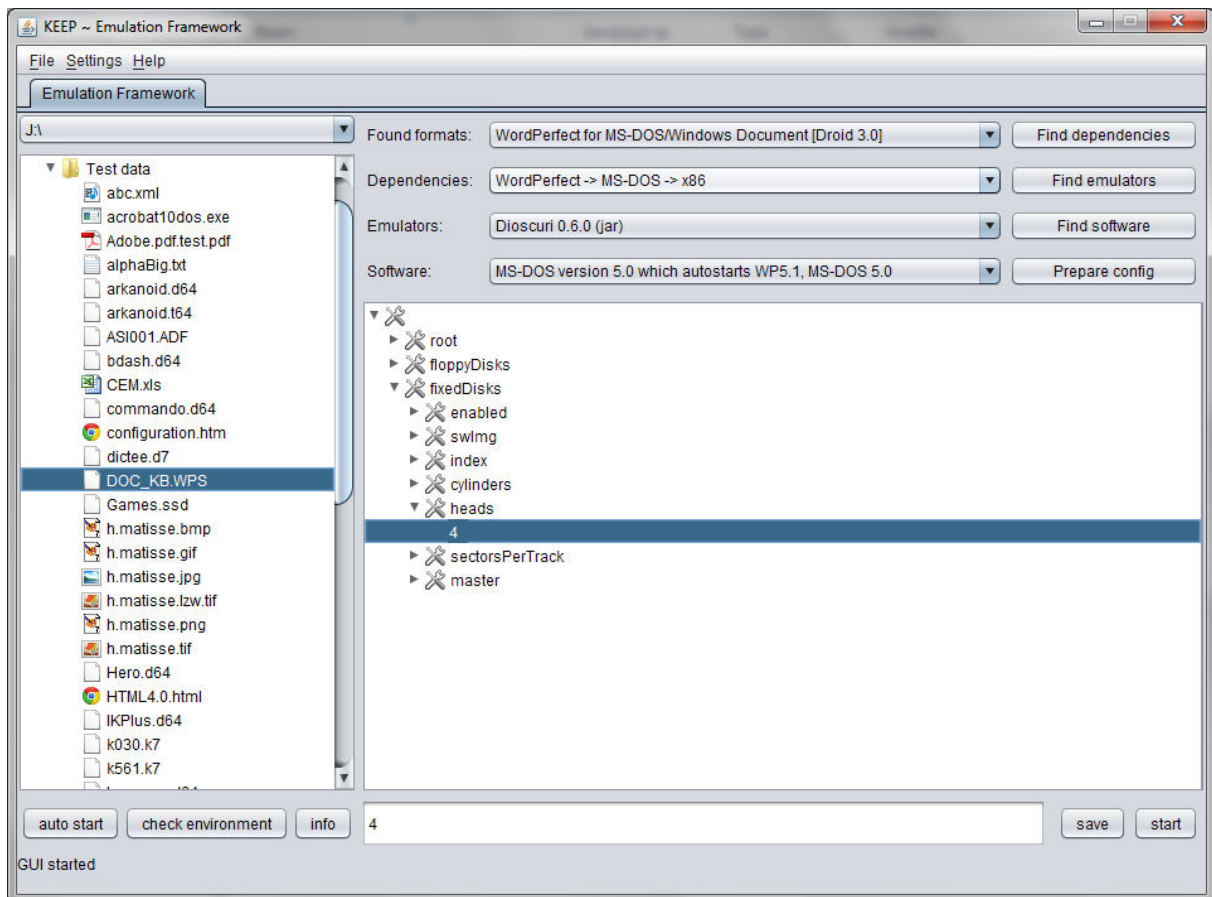 KEEP ~ Emulation Framework
File Settings Help
Emulation Framework
J:\
Test data
abc.xml
acrobat10dos.exe
Adobe.pdf.test.pdf
alphaBig.txt
arkanoid.d64
arkanoid.t64
ASI001.ADF
bdash.d64
CEM.xls
commando.d64
configuration.htm
dictee.d7
DOC_KB.WPS
Games.ssd
h.matisse.bmp
h.matisse.gif
h.matisse.jpg
h.matisse.lzw.tif
h.matisse.png
h.matisse.tif
Hero.d64
HTML4.0.html
IKPlus.d64
k030.k7
k561.k7
Found formats: WordPerfect for MS-DOS/Windows Document [Droid 3.0] Find dependencies
Dependencies: WordPerfect -> MS-DOS -> x86 Find emulators
Emulators: Dioscuri 0.6.0 (jar) Find software
Software: MS-DOS version 5.0 which autostarts WP5.1, MS-DOS 5.0 Prepare config
root
floppyDisks
fixedDisks
enabled
swImg
index
cylinders
heads
4
sectorsPerTrack
master
auto start check environment info 4 save start
GUI started